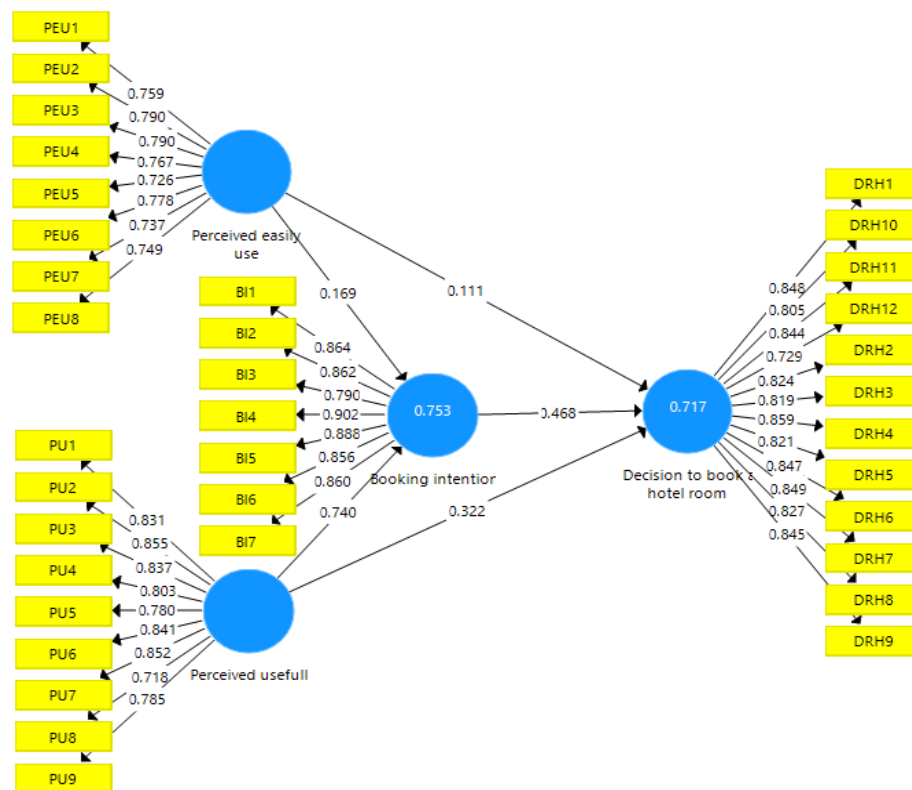 PEU1
PEU2
PEU3
PEU4
PEU5
PEU6
PEU7
PEU8
0.759
0.790
0.790
0.767
0.726
0.778
0.737
0.749
Perceived easily
use
0.169
0.111
BI1
BI2
BI3
BI4
BI5
BI6
BI7
0.864
0.862
0.790
0.902
0.888
0.856
0.860
0.753
Booking intention
0.468
0.740
0.322
PU1
PU2
PU3
PU4
PU5
PU6
PU7
PU8
PU9
0.831
0.855
0.837
0.803
0.780
0.841
0.852
0.718
0.785
Perceived usefull
0.717
Decision to book a
hotel room
0.848
0.805
0.844
0.729
0.824
0.819
0.859
0.821
0.847
0.849
0.827
0.845
DRH1
DRH10
DRH11
DRH12
DRH2
DRH3
DRH4
DRH5
DRH6
DRH7
DRH8
DRH9